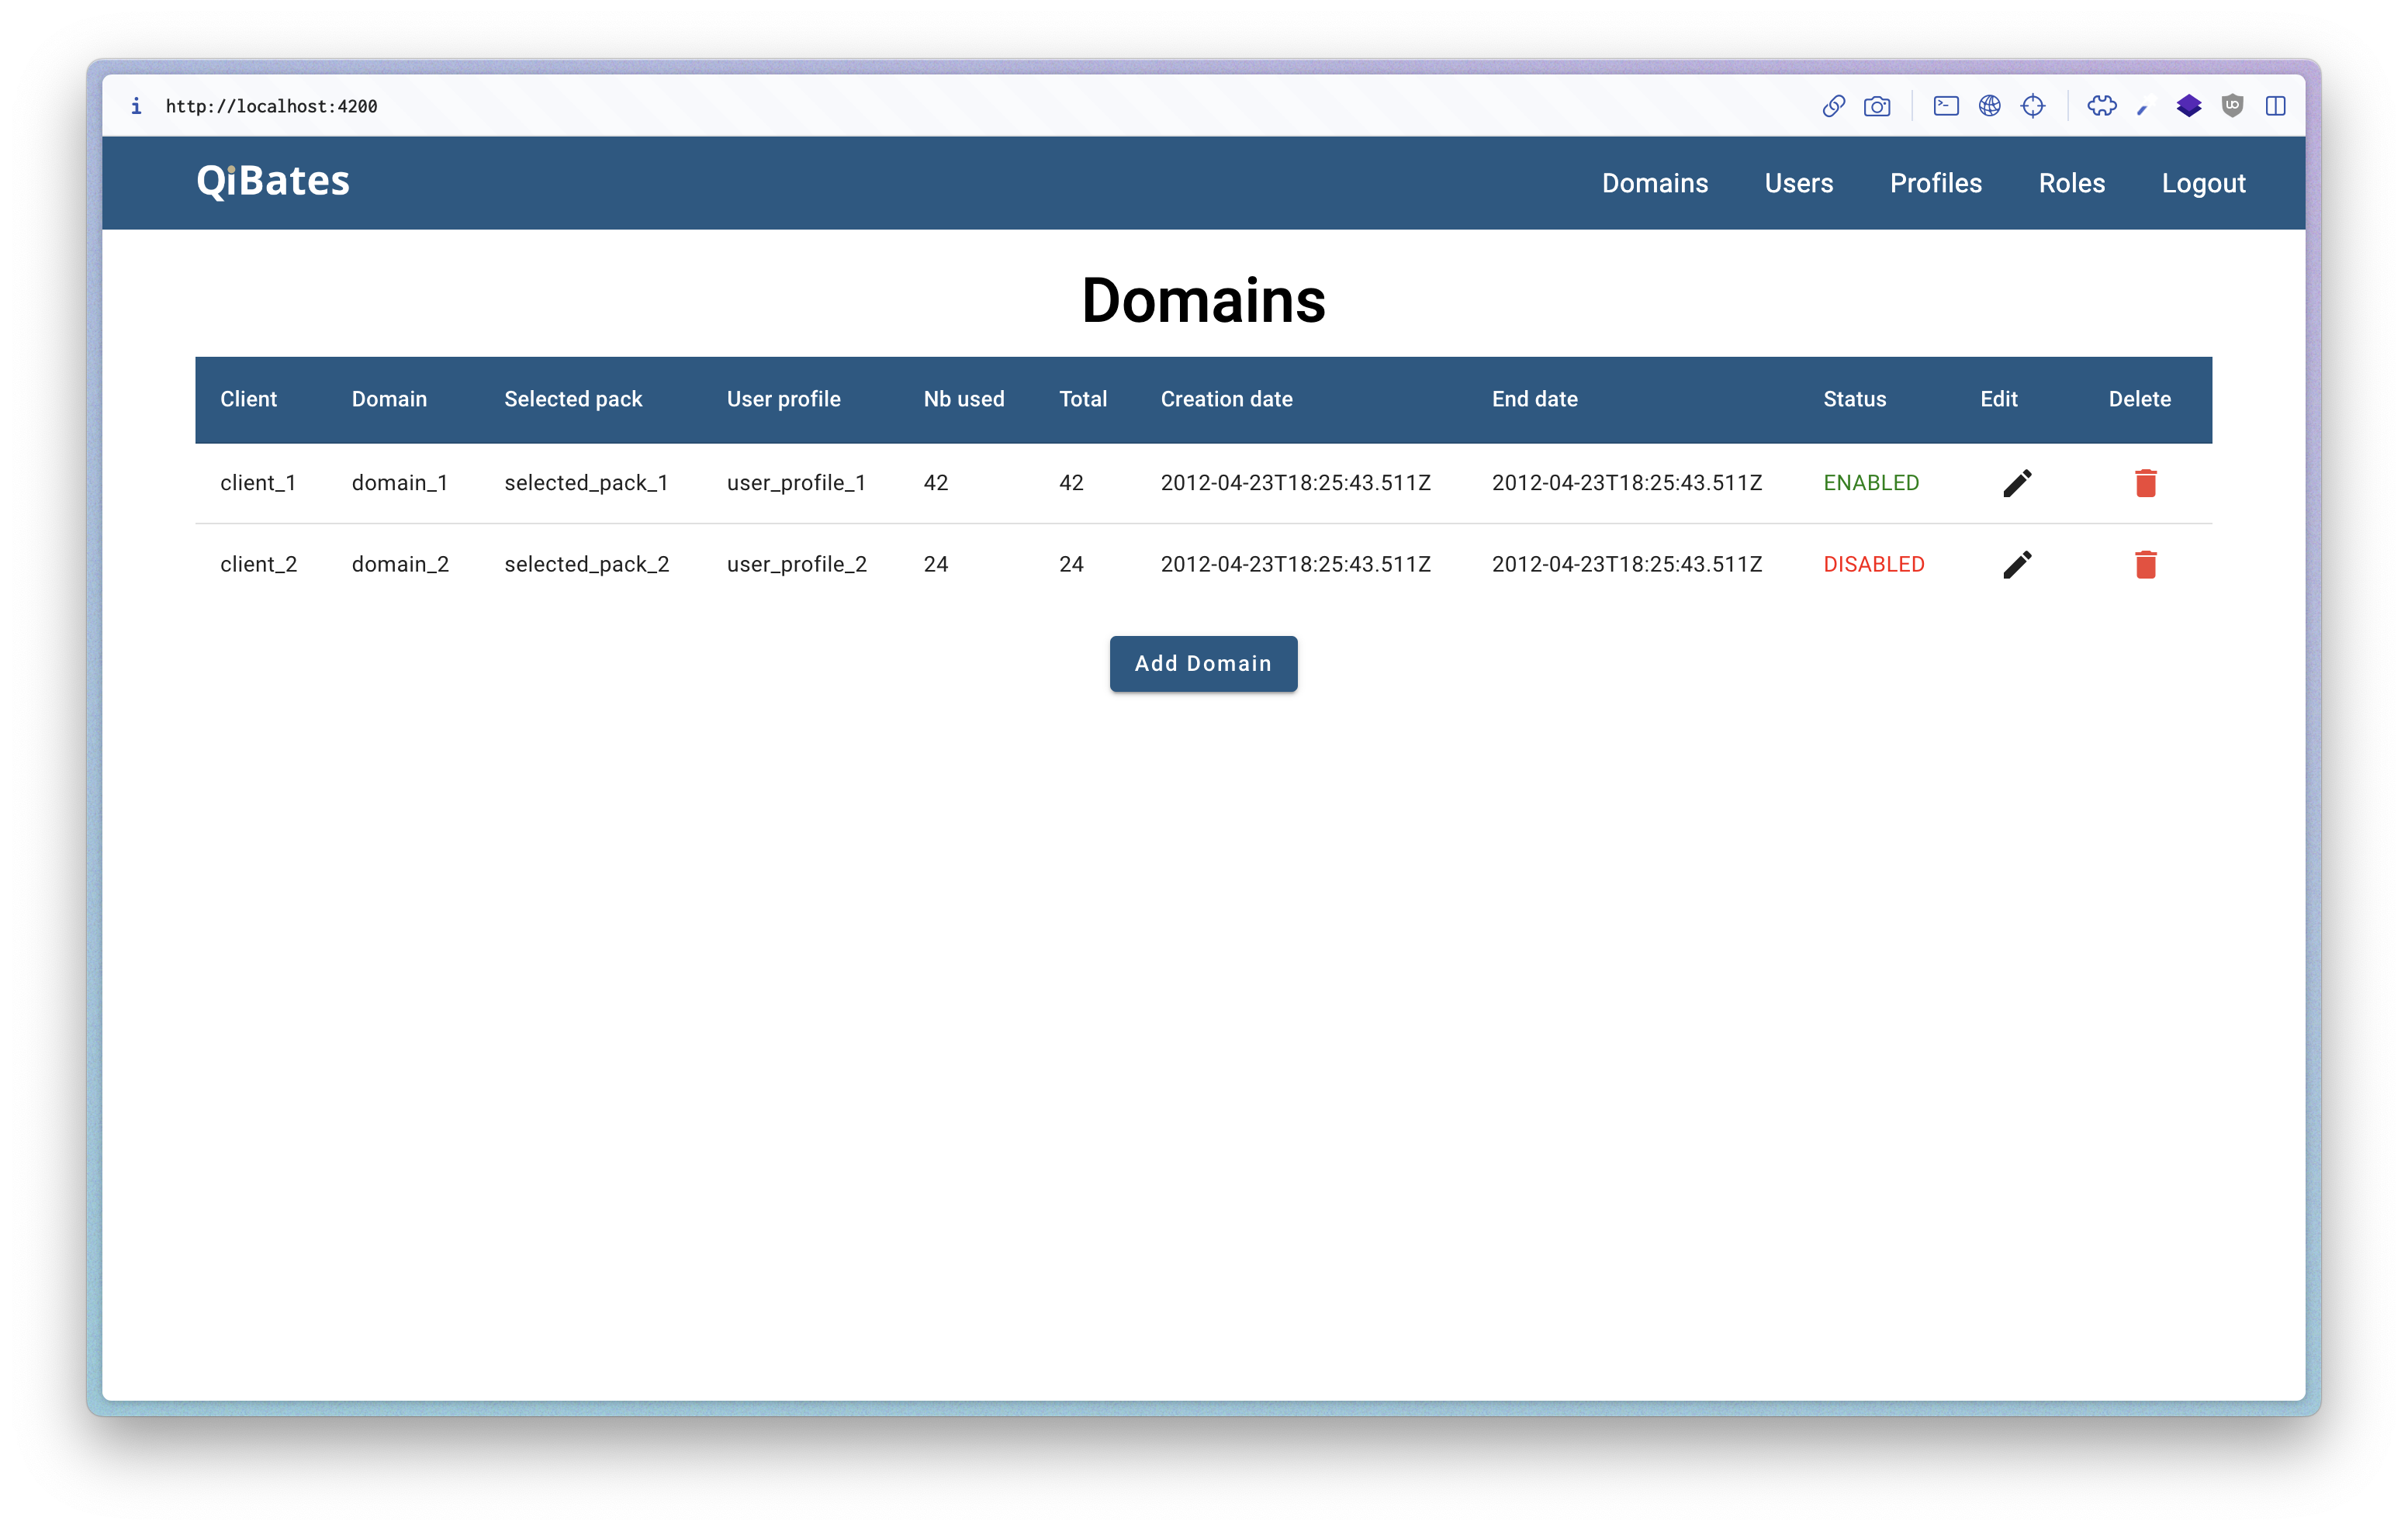 i http://localhost:4200
QiBates Domains Users Profiles Roles Logout
Domains
Client Domain Selected pack User profile Nb used Total Creation date End date Status Edit Delete
client_1 domain_1 selected_pack_1 user_profile_1 42 42 2012-04-23T18:25:43.511Z 2012-04-23T18:25:43.511Z ENABLED
client_2 domain_2 selected_pack_2 user_profile_2 24 24 2012-04-23T18:25:43.511Z 2012-04-23T18:25:43.511Z DISABLED
Add Domain